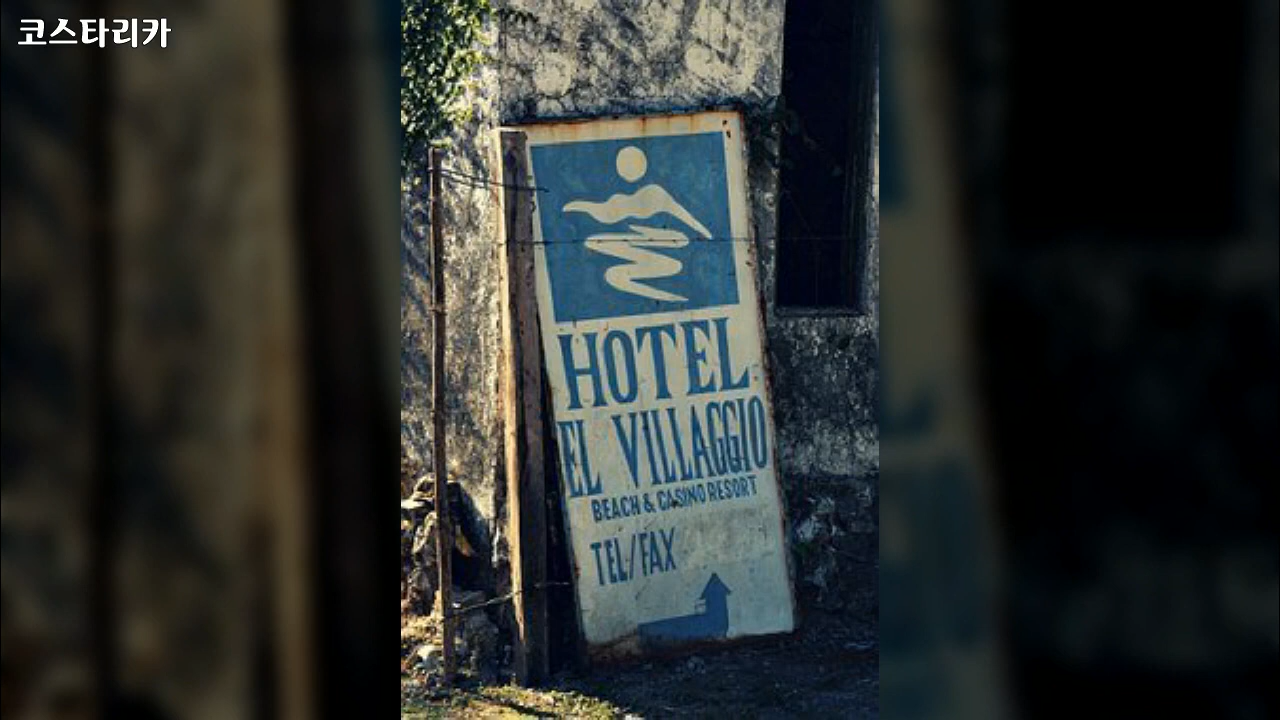 코스타리카
HOTEL
EL VILLAGGIO
BEACH & CASINO RESORT
TEL/FAX